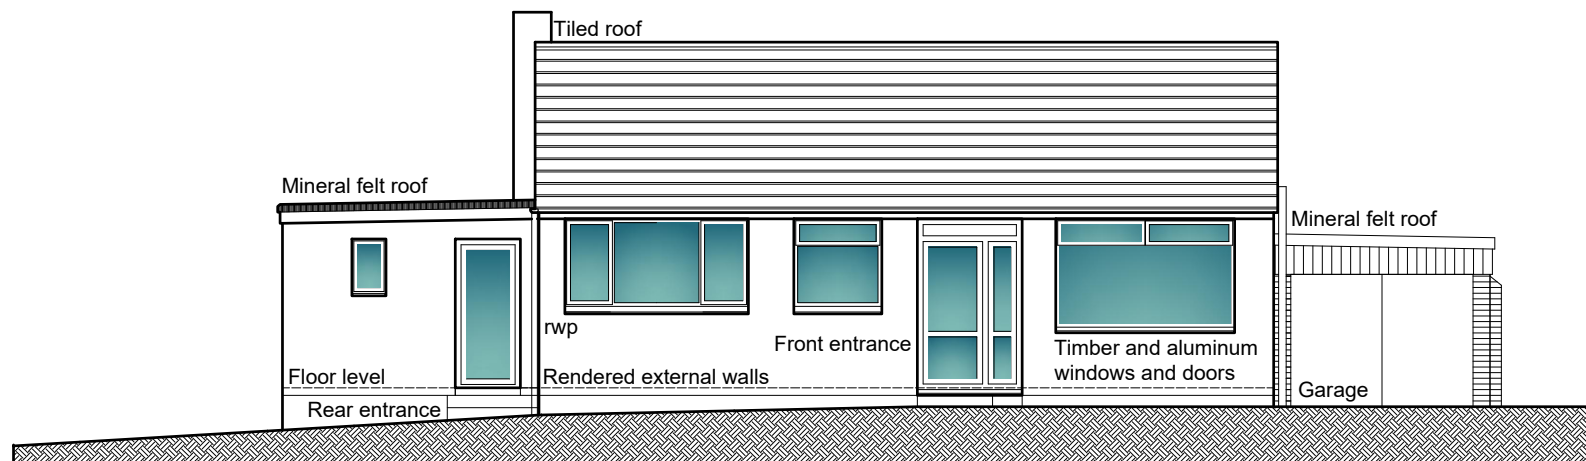 Tiled roof
Mineral felt roof
Mineral felt roof
rwp
Front entrance
Timber and aluminum
windows and doors
Floor level
Rendered external walls
Garage
Rear entrance